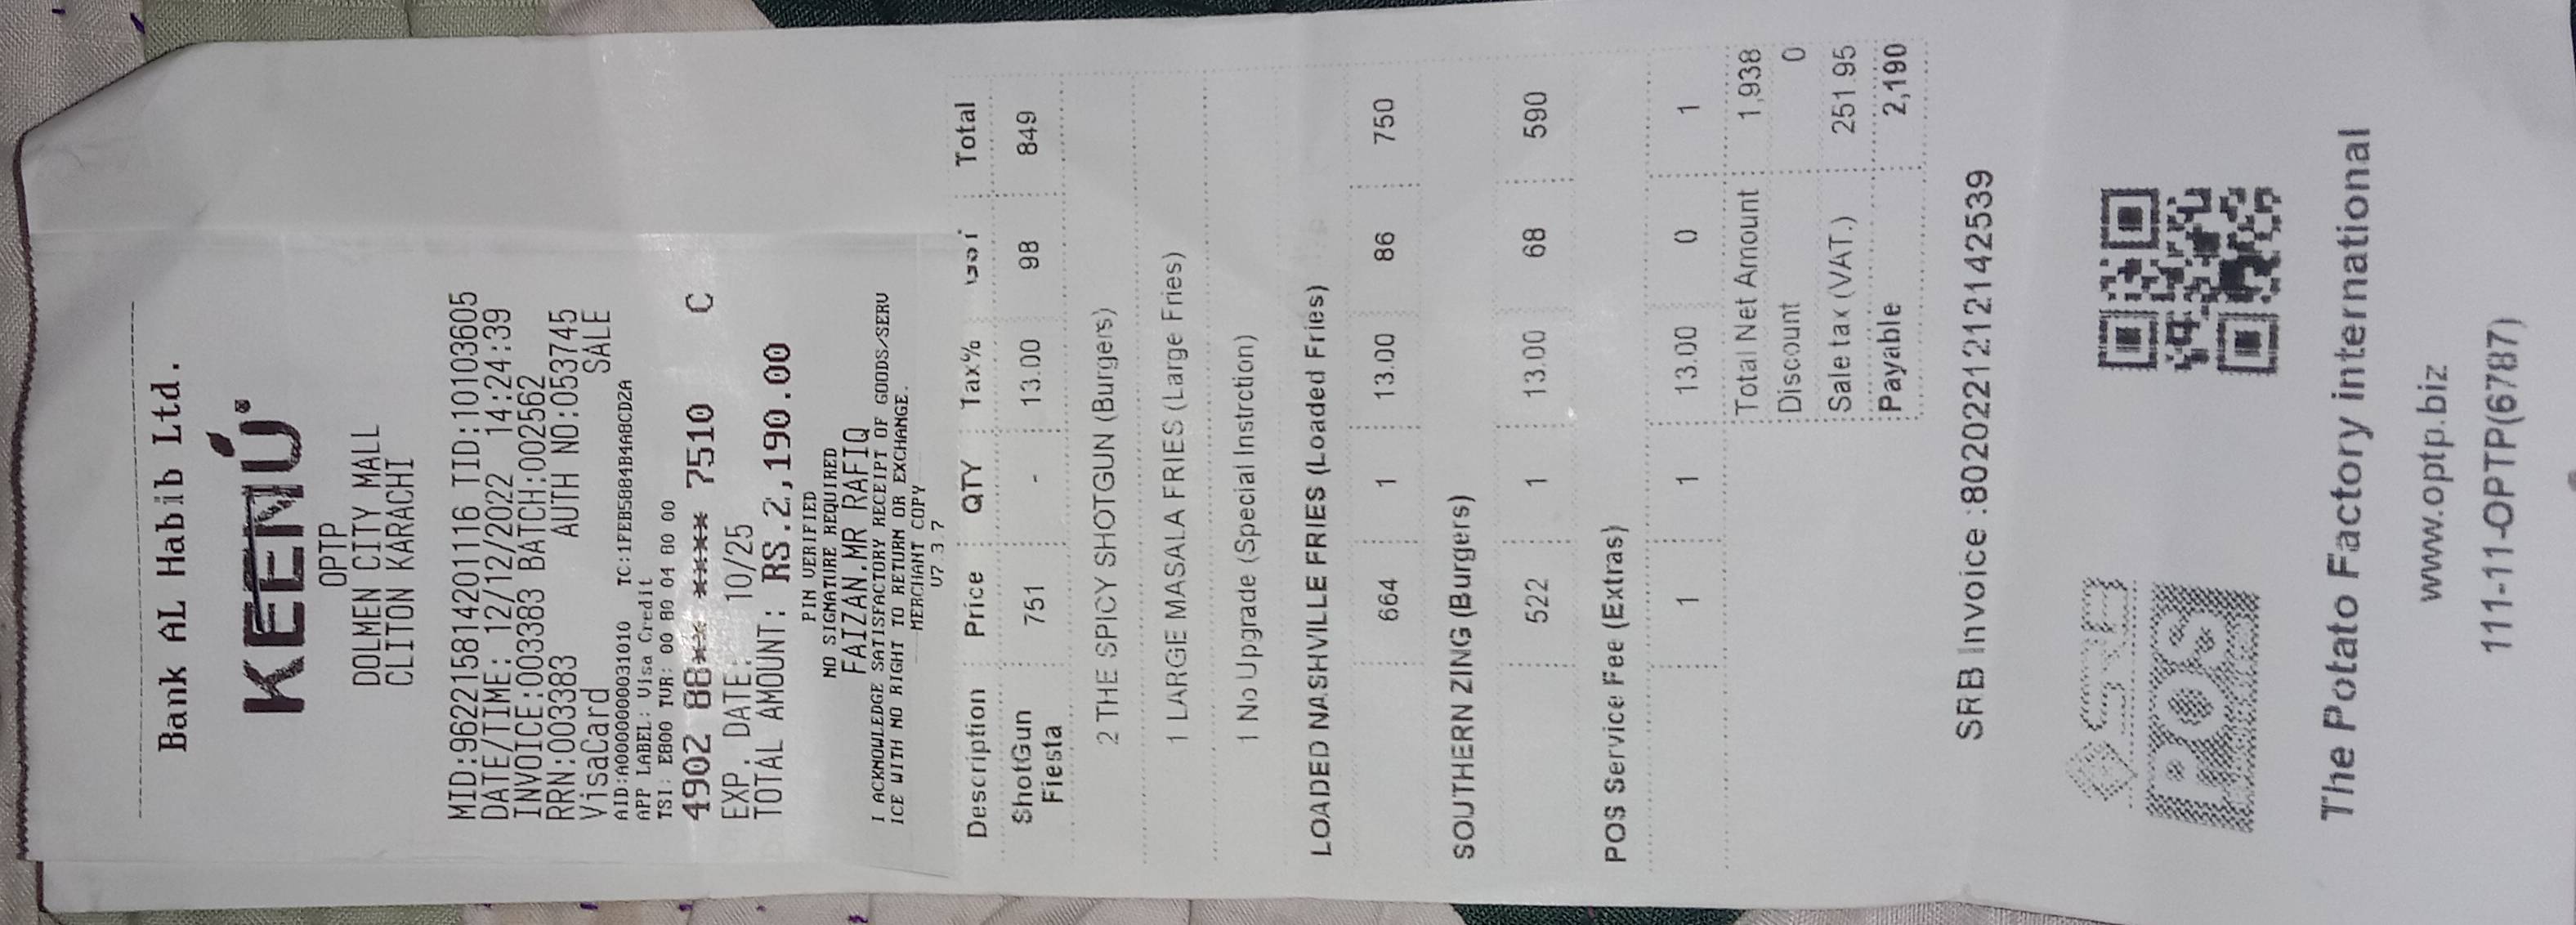 Bank AL Habib Ltd.
KEENU
OPTP
DOLMEN CITY MALL
CLITON KARACHI
MID:962215814201116 TID:10103605
DATE/TIME: 12/12/2022 14:24:39
INVOICE:003383 BATCH:002562
RRN:003383 AUTH NO:053745
VisaCard SALE
AID:A0000000031010 TC:1FEB5884B4ABCD2A
APP LABEL: Visa Credit
TSI: E800 TVR: 00 80 04 80 00
4902 88** **** 7510 C
EXP. DATE: 10/25
TOTAL AMOUNT: RS.2,190.00
PIN VERIFIED
NO SIGNATURE REQUIRED
FAIZAN.MR RAFIQ
I ACKNOWLEDGE SATISFACTORY RECEIPT OF GOODS/SERV
ICE WITH NO RIGHT TO RETURN OR EXCHANGE.
MERCHANT COPY
V7 3 7
Description Price QTY Tax% Total
ShotGun 751 - 13.00 98 849
Fiesta
2 THE SPICY SHOTGUN (Burgers)
1 LARGE MASALA FRIES (Large Fries)
1 No Upgrade (Special Instrction)
LOADED NASHVILLE FRIES (Loaded Fries)
664 1 13.00 86 750
SOUTHERN ZING (Burgers)
522 1 13.00 68 590
POS Service Fee (Extras)
1 1 13.00 0 1
Total Net Amount 1,938
Discount 0
Sale tax (VAT.) 251.95
Payable 2,190
SRB Invoice :80202212121212142539
SRB
POS
The Potato Factory international
www.optp.biz
111-11-OPTP(6787)